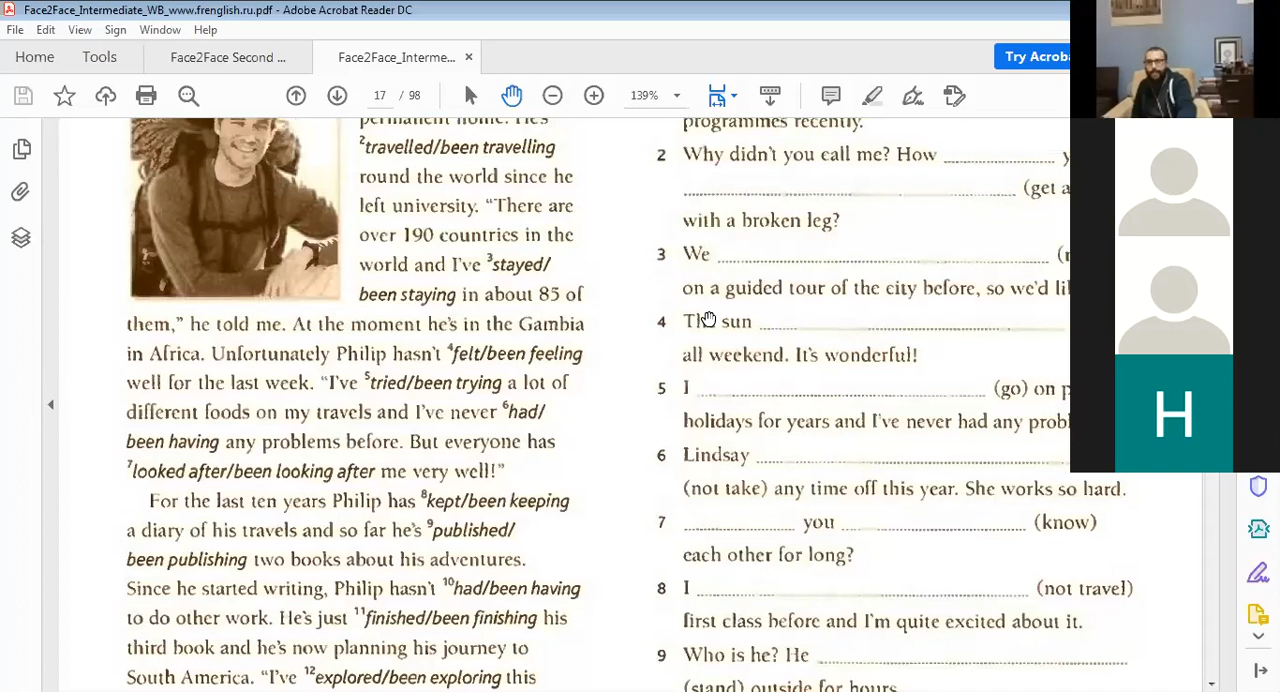 Face2Face_Intermediate_WB_www.frenglish.ru.pdf - Adobe Acrobat Reader DC
File Edit View Sign Window Help
Home Tools Face2Face Second ... Face2Face_Interme... × Try Acroba
17 / 98 139%
permanent home. He's
²travelled/been travelling
round the world since he
left university. “There are
over 190 countries in the
world and I've ³stayed/
been staying in about 85 of
them,” he told me. At the moment he's in the Gambia
in Africa. Unfortunately Philip hasn't ⁴felt/been feeling
well for the last week. “I've ⁵tried/been trying a lot of
different foods on my travels and I've never ⁶had/
been having any problems before. But everyone has
⁷looked after/been looking after me very well!”
For the last ten years Philip has ⁸kept/been keeping
a diary of his travels and so far he's ⁹published/
been publishing two books about his adventures.
Since he started writing, Philip hasn't ¹⁰had/been having
to do other work. He's just ¹¹finished/been finishing his
third book and he's now planning his journey to
South America. “I've ¹²explored/been exploring this
programmes recently.
2 Why didn't you call me? How ............ y
............ (get a
with a broken leg?
3 We ............ (
on a guided tour of the city before, so we'd li
4 The sun ............
all weekend. It's wonderful!
5 I ............ (go) on p
holidays for years and I've never had any prob
6 Lindsay ............
(not take) any time off this year. She works so hard.
7 ............ you ............ (know)
each other for long?
8 I ............ (not travel)
first class before and I'm quite excited about it.
9 Who is he? He ............
(stand) outside for hours.
H